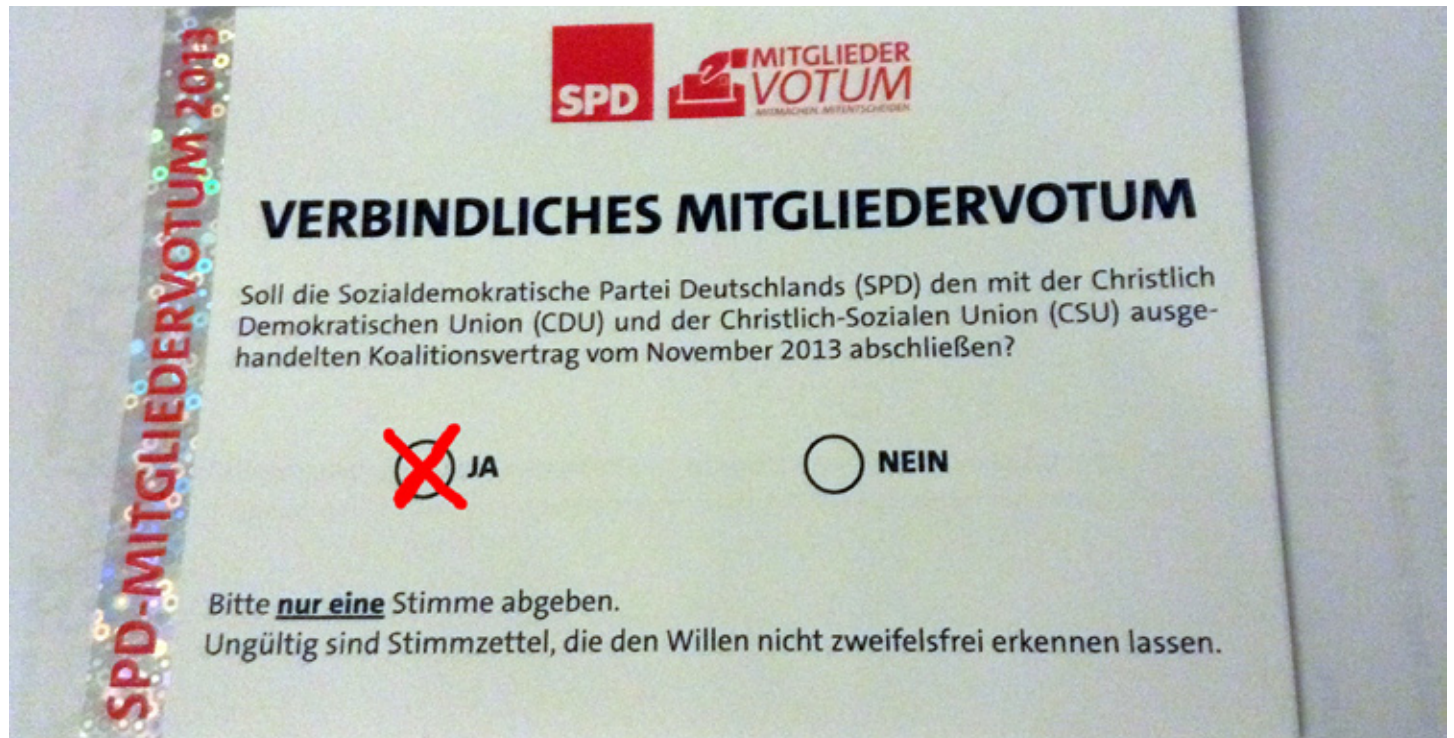 SPD-MITGLIEDERVOTUM 2013
SPD
MITGLIEDER
VOTUM
MITMACHEN. MITENTSCHEIDEN.
VERBINDLICHES MITGLIEDERVOTUM
Soll die Sozialdemokratische Partei Deutschlands (SPD) den mit der Christlich
Demokratischen Union (CDU) und der Christlich-Sozialen Union (CSU) ausge-
handelten Koalitionsvertrag vom November 2013 abschließen?
JA
NEIN
Bitte nur eine Stimme abgeben.
Ungültig sind Stimmzettel, die den Willen nicht zweifelsfrei erkennen lassen.